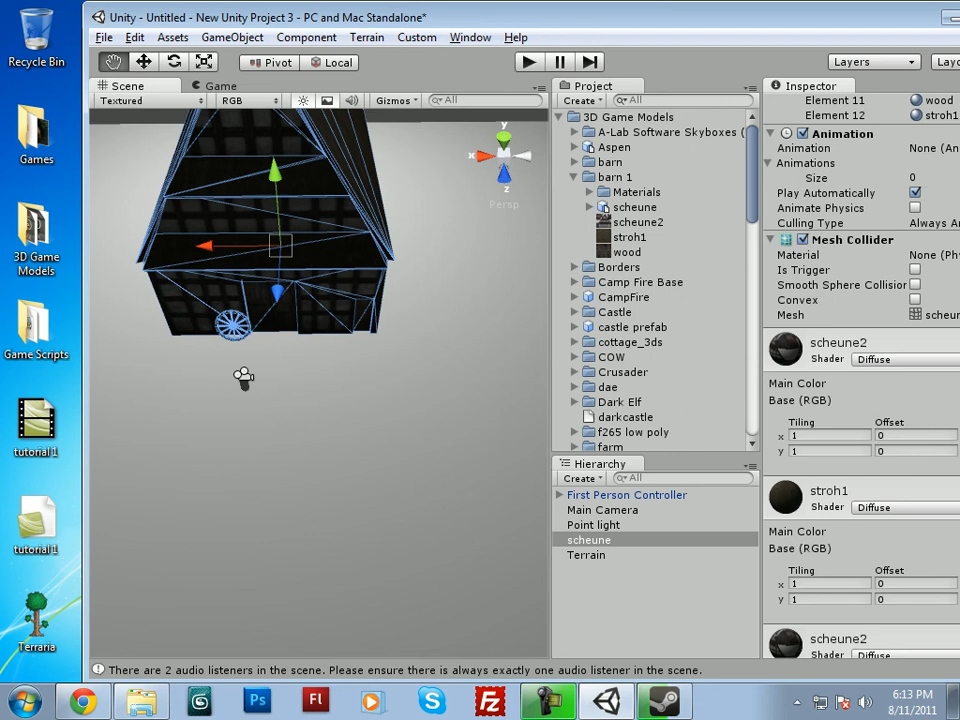 Unity - Untitled - New Unity Project 3 - PC and Mac Standalone*
File Edit Assets GameObject Component Terrain Custom Window Help
Pivot Local Layers
Scene Game
Textured RGB Gizmos All
x y z
Persp
Project
Create All
3D Game Models
A-Lab Software Skyboxes (
Aspen
barn
barn 1
Materials
scheune
scheune2
stroh1
wood
Borders
Camp Fire Base
CampFire
Castle
castle prefab
cottage_3ds
COW
Crusader
dae
Dark Elf
darkcastle
f265 low poly
farm
Hierarchy
Create All
First Person Controller
Main Camera
Point light
scheune
Terrain
Inspector
Element 11 wood
Element 12 stroh1
Animation
Animation None (An
Animations
Size 0
Play Automatically
Animate Physics
Culling Type Always A
Mesh Collider
Material None (Phy
Is Trigger
Smooth Sphere Collision
Convex
Mesh scheun
scheune2
Shader Diffuse
Main Color
Base (RGB)
Tiling Offset
x 1 0
y 1 0
stroh1
Shader Diffuse
Main Color
Base (RGB)
Tiling Offset
x 1 0
y 1 0
scheune2
Shader Diffuse
There are 2 audio listeners in the scene. Please ensure there is always exactly one audio listener in the scene.
Recycle Bin
Games
3D Game
Models
Game Scripts
tutorial 1
tutorial 1
Terraria
Ps Fl S Fz
6:13 PM
8/11/2011